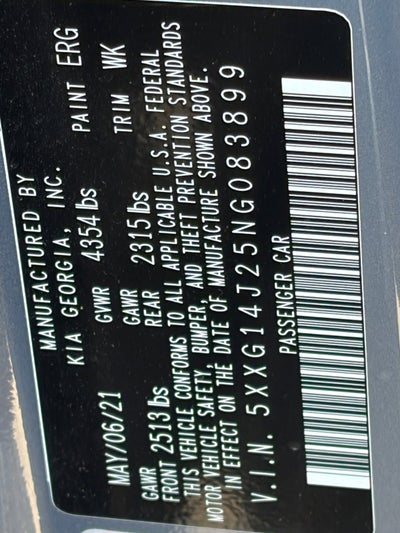 MANUFACTURED BY
KIA GEORGIA, INC.
MAY/06/21 GVWR 4354 lbs PAINT ERG
GAWR GAWR TRIM WK
FRONT 2513 lbs REAR 2315 lbs
THIS VEHICLE CONFORMS TO ALL APPLICABLE U.S.A. FEDERAL
MOTOR VEHICLE SAFETY, BUMPER, AND THEFT PREVENTION STANDARDS
IN EFFECT ON THE DATE OF MANUFACTURE SHOWN ABOVE.
V.I.N. 5XXG14J25NG083899
PASSENGER CAR